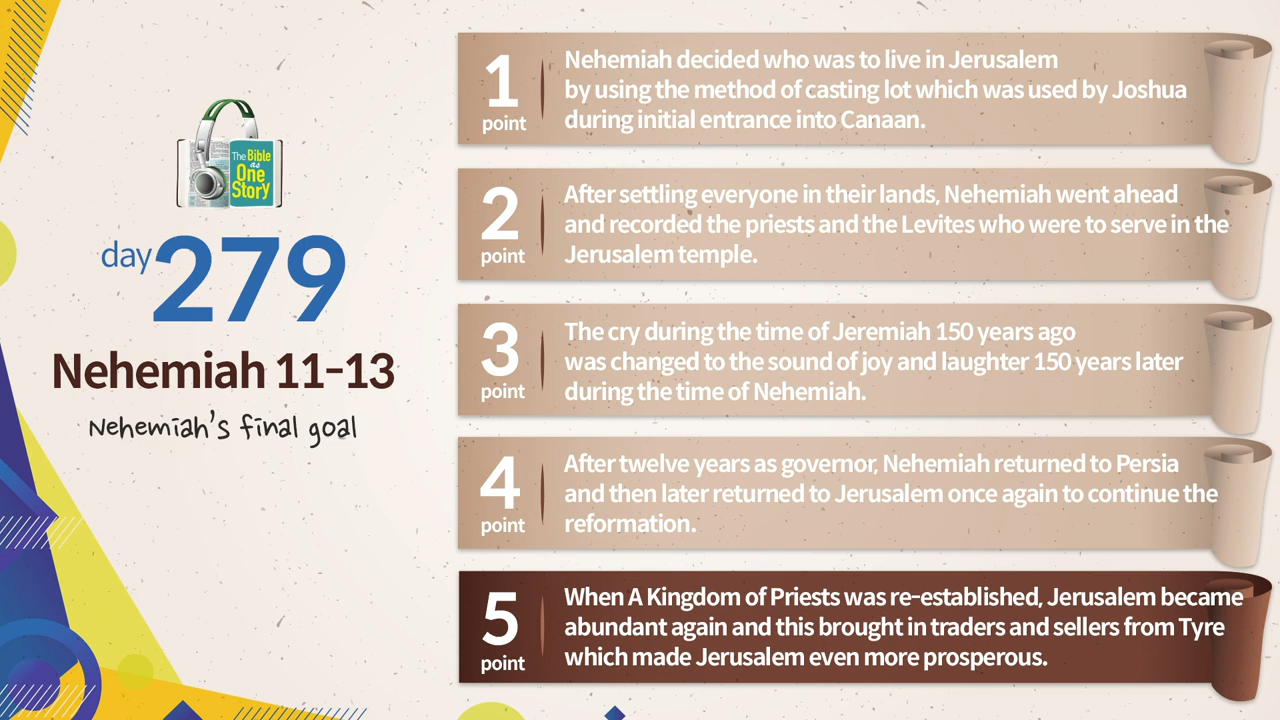 The Bible
as
One
Story
day 279
Nehemiah 11-13
Nehemiah's final goal
1
point
Nehemiah decided who was to live in Jerusalem
by using the method of casting lot which was used by Joshua
during initial entrance into Canaan.
2
point
After settling everyone in their lands, Nehemiah went ahead
and recorded the priests and the Levites who were to serve in the
Jerusalem temple.
3
point
The cry during the time of Jeremiah 150 years ago
was changed to the sound of joy and laughter 150 years later
during the time of Nehemiah.
4
point
After twelve years as governor, Nehemiah returned to Persia
and then later returned to Jerusalem once again to continue the
reformation.
5
point
When A Kingdom of Priests was re-established, Jerusalem became
abundant again and this brought in traders and sellers from Tyre
which made Jerusalem even more prosperous.